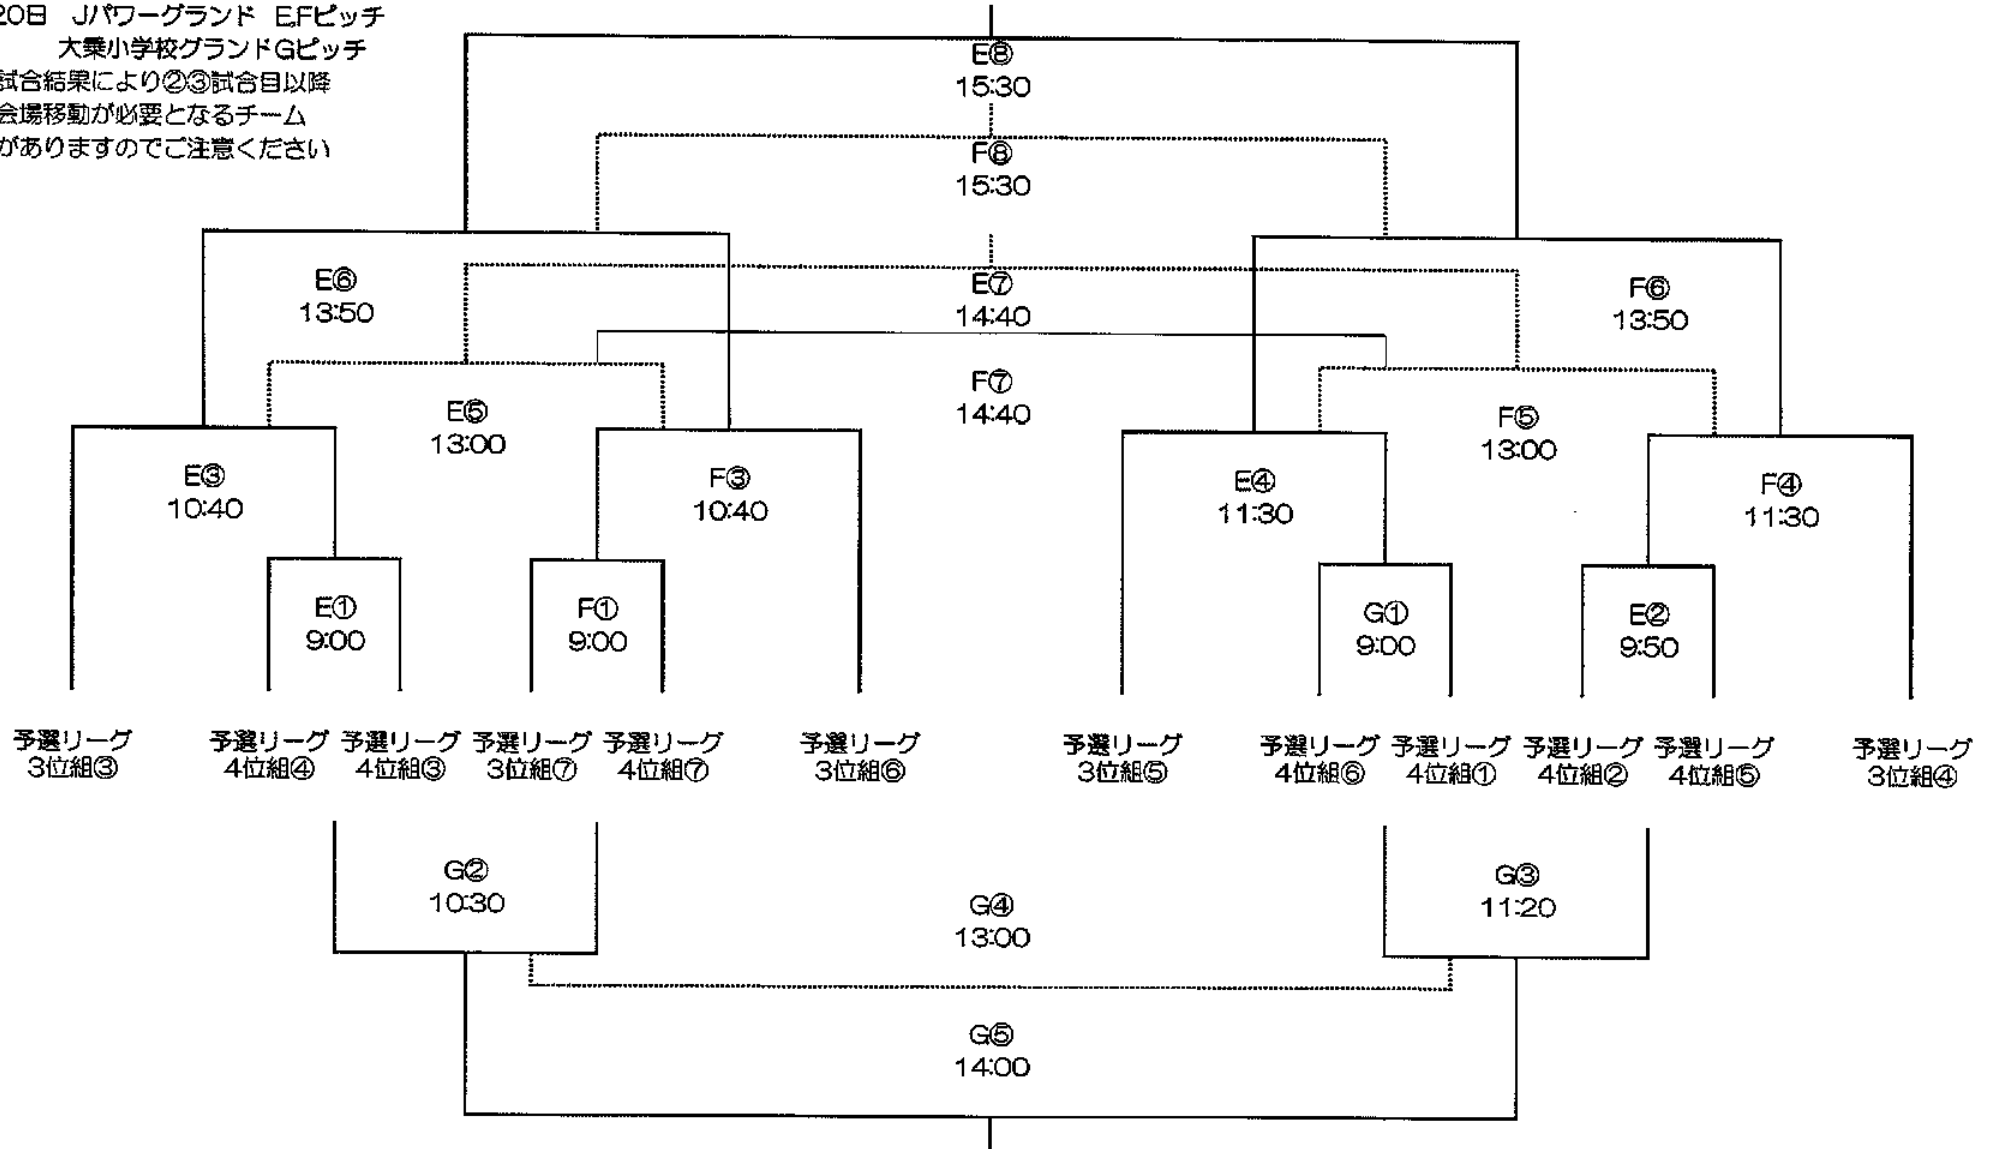 20日　Jパワーグランド　E,Fピッチ
大乗小学校グランドGピッチ
試合結果により②③試合目以降
会場移動が必要となるチーム
がありますのでご注意ください
E⑧
15:30
F⑧
15:30
E⑥
13:50
E⑦
14:40
F⑥
13:50
E⑤
13:00
F⑦
14:40
F⑤
13:00
E③
10:40
F③
10:40
E④
11:30
F④
11:30
E①
9:00
F①
9:00
G①
9:00
E②
9:50
予選リーグ
3位組③
予選リーグ
4位組④
予選リーグ
4位組③
予選リーグ
3位組⑦
予選リーグ
4位組⑦
予選リーグ
3位組⑥
予選リーグ
3位組⑤
予選リーグ
4位組⑥
予選リーグ
4位組①
予選リーグ
4位組②
予選リーグ
4位組⑤
予選リーグ
3位組④
G②
10:30
G③
11:20
G④
13:00
G⑤
14:00